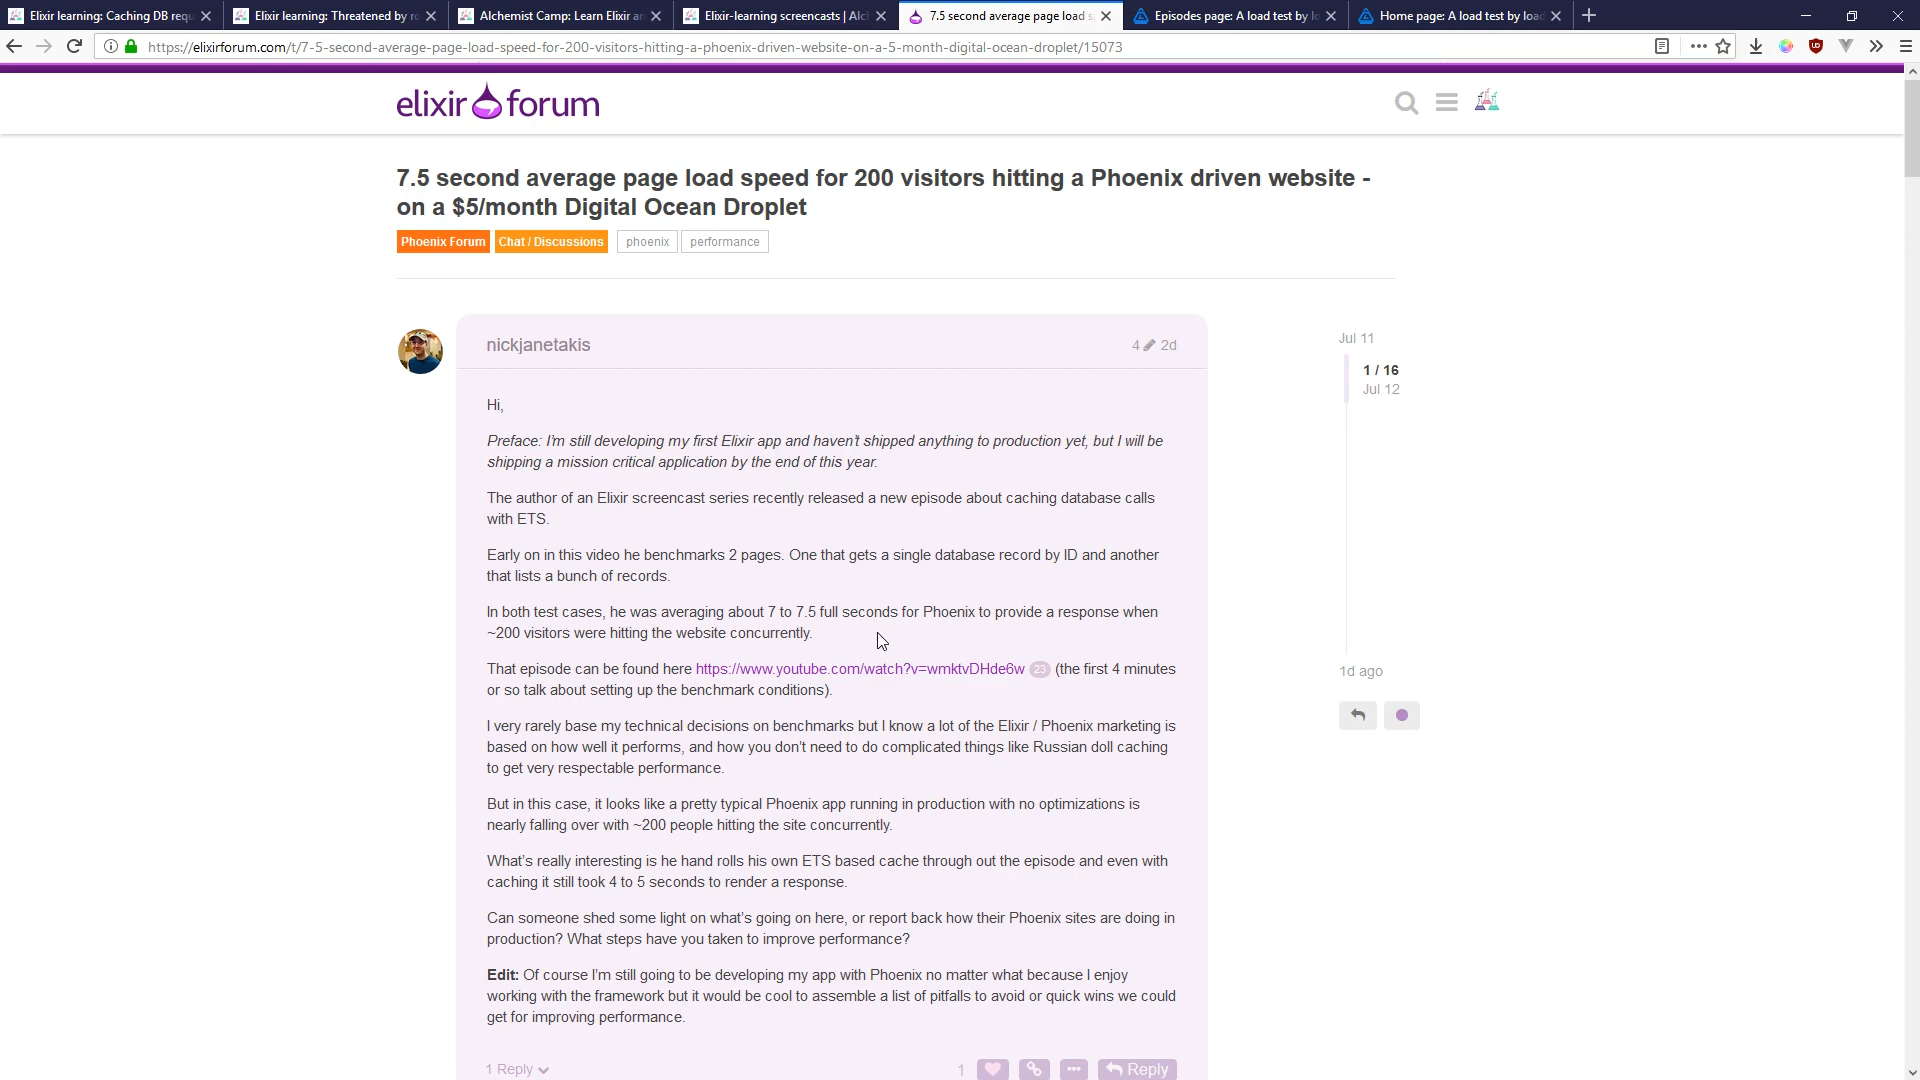 Elixir learning: Caching DB requ
Elixir learning: Threatened by ro
Alchemist Camp: Learn Elixir an
Elixir-learning screencasts | Alch
7.5 second average page load s
Episodes page: A load test by lo
Home page: A load test by load
https://elixirforum.com/t/7-5-second-average-page-load-speed-for-200-visitors-hitting-a-phoenix-driven-website-on-a-5-month-digital-ocean-droplet/15073
elixir forum
7.5 second average page load speed for 200 visitors hitting a Phoenix driven website -
on a $5/month Digital Ocean Droplet
Phoenix Forum Chat / Discussions phoenix performance
nickjanetakis
4 2d
Jul 11
1 / 16
Jul 12
Hi,
Preface: I'm still developing my first Elixir app and haven't shipped anything to production yet, but I will be
shipping a mission critical application by the end of this year.
The author of an Elixir screencast series recently released a new episode about caching database calls
with ETS.
Early on in this video he benchmarks 2 pages. One that gets a single database record by ID and another
that lists a bunch of records.
In both test cases, he was averaging about 7 to 7.5 full seconds for Phoenix to provide a response when
~200 visitors were hitting the website concurrently.
That episode can be found here https://www.youtube.com/watch?v=wmktvDHde6w 23 (the first 4 minutes
or so talk about setting up the benchmark conditions).
1d ago
I very rarely base my technical decisions on benchmarks but I know a lot of the Elixir / Phoenix marketing is
based on how well it performs, and how you don't need to do complicated things like Russian doll caching
to get very respectable performance.
But in this case, it looks like a pretty typical Phoenix app running in production with no optimizations is
nearly falling over with ~200 people hitting the site concurrently.
What's really interesting is he hand rolls his own ETS based cache through out the episode and even with
caching it still took 4 to 5 seconds to render a response.
Can someone shed some light on what's going on here, or report back how their Phoenix sites are doing in
production? What steps have you taken to improve performance?
Edit: Of course I'm still going to be developing my app with Phoenix no matter what because I enjoy
working with the framework but it would be cool to assemble a list of pitfalls to avoid or quick wins we could
get for improving performance.
1 Reply
1
Reply